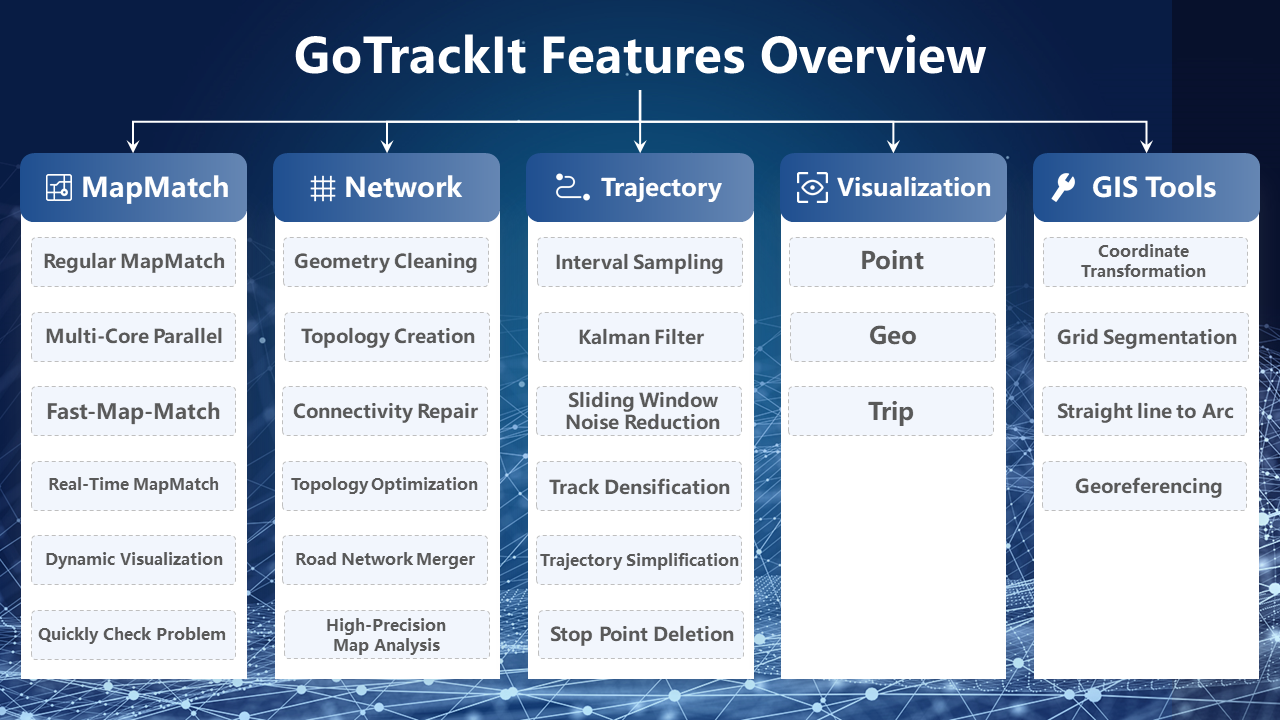 GoTrackIt Features Overview
MapMatch
Regular MapMatch
Multi-Core Parallel
Fast-Map-Match
Real-Time MapMatch
Dynamic Visualization
Quickly Check Problem
Network
Geometry Cleaning
Topology Creation
Connectivity Repair
Topology Optimization
Road Network Merger
High-Precision
Map Analysis
Trajectory
Interval Sampling
Kalman Filter
Sliding Window
Noise Reduction
Track Densification
Trajectory Simplification
Stop Point Deletion
Visualization
Point
Geo
Trip
GIS Tools
Coordinate
Transformation
Grid Segmentation
Straight line to Arc
Georeferencing